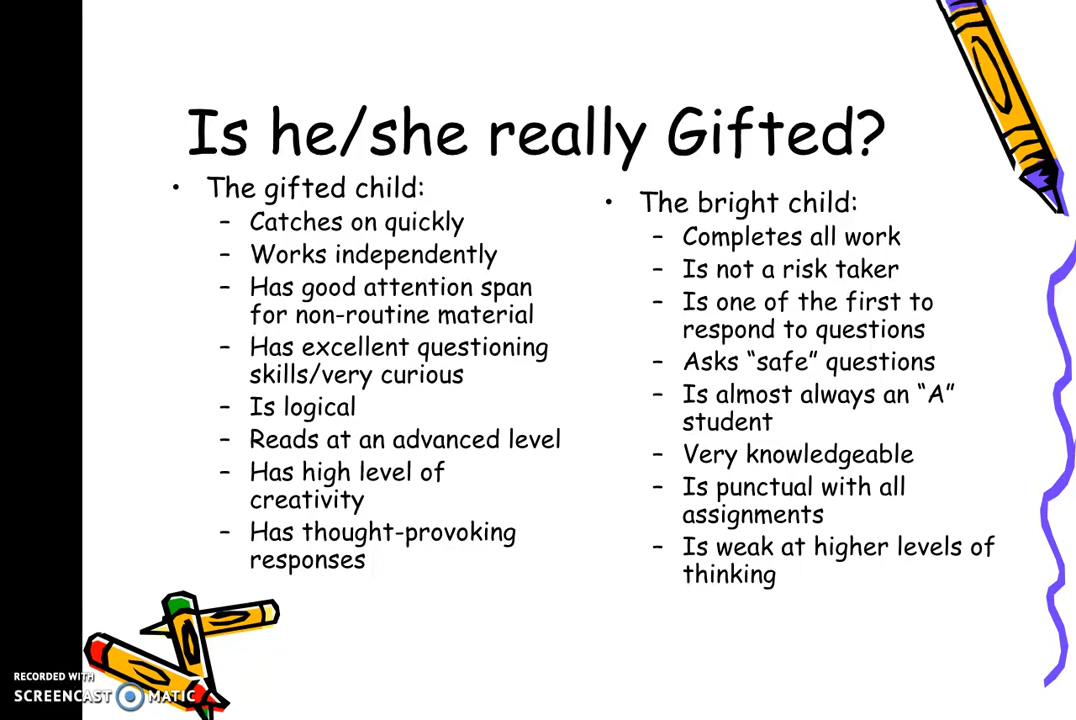 Is he/she really Gifted?
• The gifted child:
– Catches on quickly
– Works independently
– Has good attention span
for non-routine material
– Has excellent questioning
skills/very curious
– Is logical
– Reads at an advanced level
– Has high level of
creativity
– Has thought-provoking
responses
• The bright child:
– Completes all work
– Is not a risk taker
– Is one of the first to
respond to questions
– Asks “safe” questions
– Is almost always an “A”
student
– Very knowledgeable
– Is punctual with all
assignments
– Is weak at higher levels of
thinking
RECORDED WITH
SCREENCAST MATIC